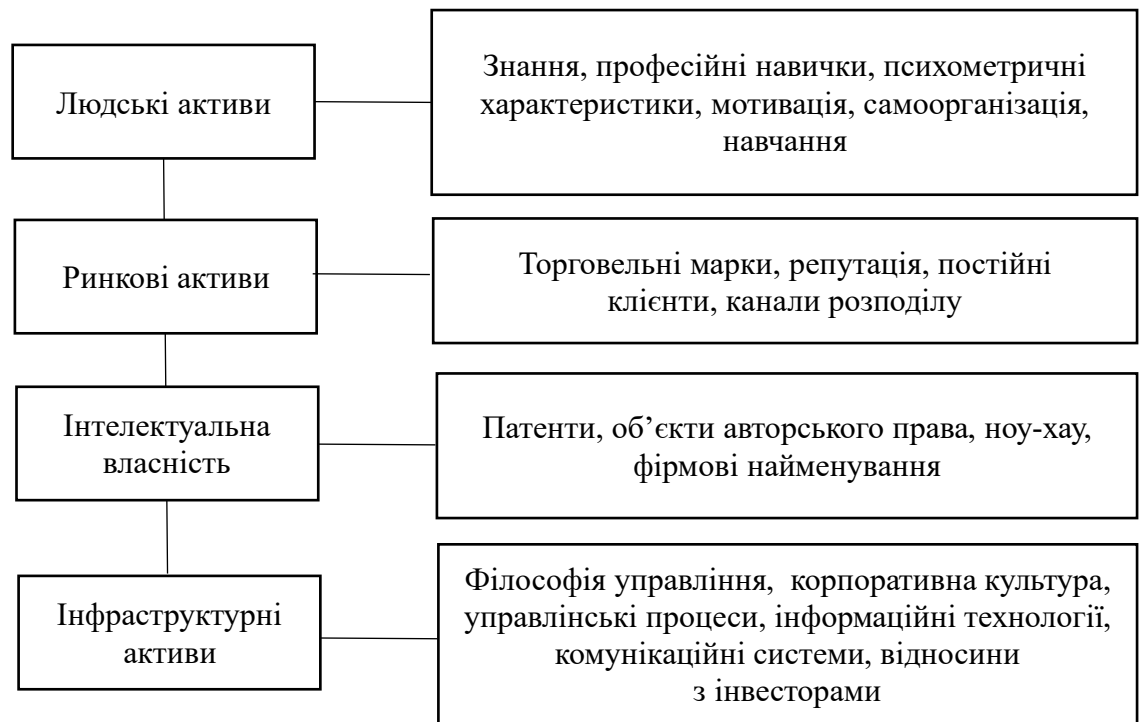 Людські активи
Знання, професійні навички, психометричні
характеристики, мотивація, самоорганізація,
навчання
Ринкові активи
Торговельні марки, репутація, постійні
клієнти, канали розподілу
Інтелектуальна
власність
Патенти, об’єкти авторського права, ноу-хау,
фірмові найменування
Інфраструктурні
активи
Філософія управління, корпоративна культура,
управлінські процеси, інформаційні технології,
комунікаційні системи, відносини
з інвесторами